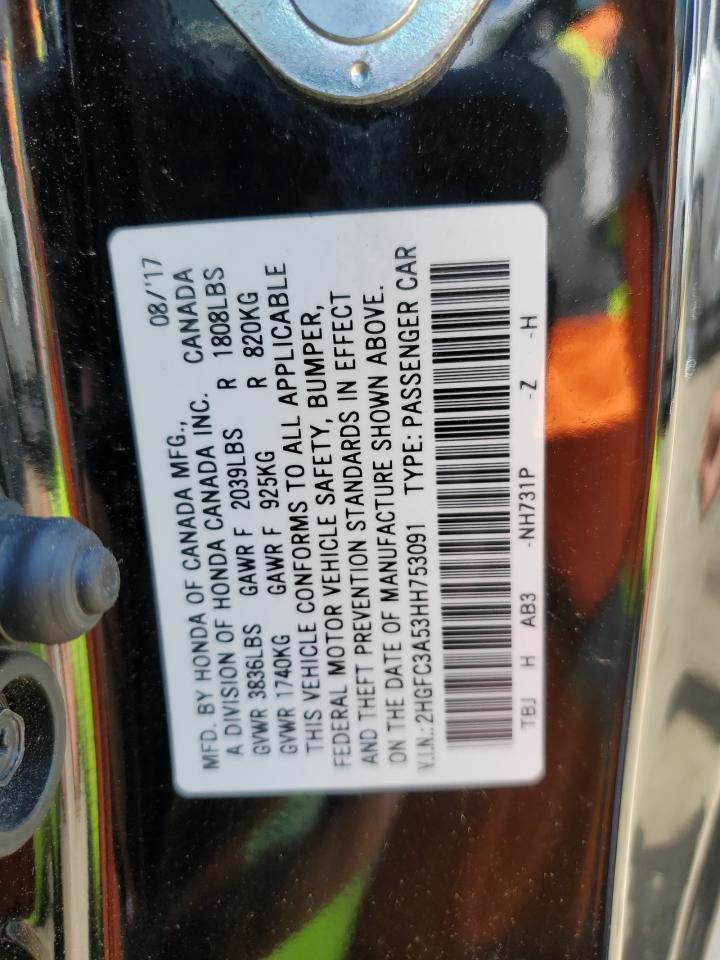 MFD. BY HONDA OF CANADA MFG., 08/'17
A DIVISION OF HONDA CANADA INC. CANADA
GVWR 3836LBS GAWR F 2039LBS R 1808LBS
GVWR 1740KG GAWR F 925KG R 820KG
THIS VEHICLE CONFORMS TO ALL APPLICABLE
FEDERAL MOTOR VEHICLE SAFETY, BUMPER,
AND THEFT PREVENTION STANDARDS IN EFFECT
ON THE DATE OF MANUFACTURE SHOWN ABOVE.
V.I.N.: 2HGFC3A53HH753091 TYPE: PASSENGER CAR
TBJ H AB3 -NH731P -Z -H